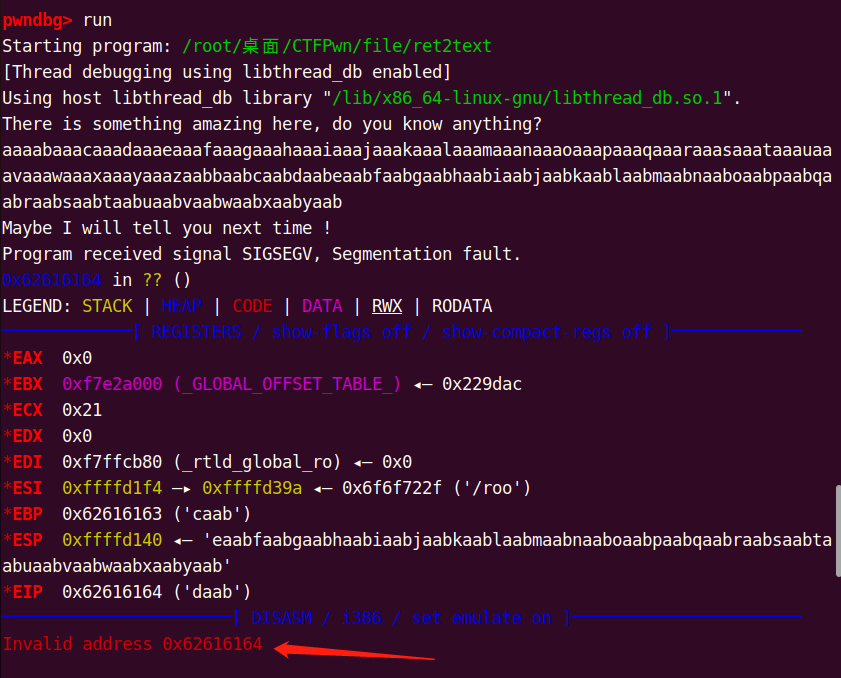 pwndbg> run
Starting program: /root/桌面/CTFPwn/file/ret2text
[Thread debugging using libthread_db enabled]
Using host libthread_db library "/lib/x86_64-linux-gnu/libthread_db.so.1".
There is something amazing here, do you know anything?
aaaabaaacaaadaaaeaaafaaagaaahaaaiaaajaaakaaalaaamaaanaaaoaaapaaaqaaaraaasaaataaauaa
avaaawaaaxaaayaaazaabbaabcaabdaabeaabfaabgaabhaabiaabjaabkaablaabmaabnaaboaabpaabqa
abraabsaabtaabuaabvaabwaabxaabyaab
Maybe I will tell you next time !
Program received signal SIGSEGV, Segmentation fault.
0x62616164 in ?? ()
LEGEND: STACK | HEAP | CODE | DATA | RWX | RODATA
[ REGISTERS / show-flags off / show-compact-regs off ]
*EAX  0x0
*EBX  0xf7e2a000 (_GLOBAL_OFFSET_TABLE_) ◂— 0x229dac
*ECX  0x21
*EDX  0x0
*EDI  0xf7ffcb80 (_rtld_global_ro) ◂— 0x0
*ESI  0xffffd1f4 —▸ 0xffffd39a ◂— 0x6f6f722f ('/roo')
*EBP  0x62616163 ('caab')
*ESP  0xffffd140 ◂— 'eaabfaabgaabhaabiaabjaabkaablaabmaabnaaboaabpaabqaabraabsaabta
abuaabvaabwaabxaabyaab'
*EIP  0x62616164 ('daab')
[ DISASM / i386 / set emulate on ]
Invalid address 0x62616164